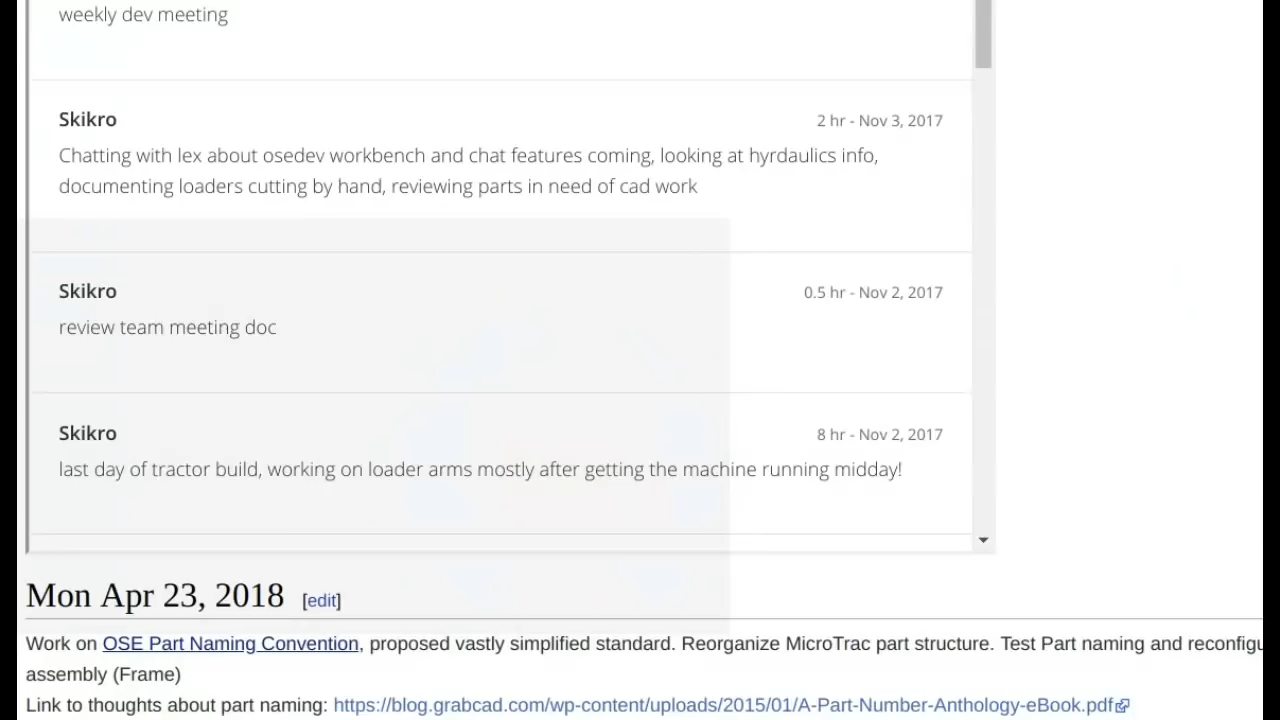 weekly dev meeting
Skikro
2 hr - Nov 3, 2017
Chatting with lex about osedev workbench and chat features coming, looking at hyrdaulics info,
documenting loaders cutting by hand, reviewing parts in need of cad work
Skikro
0.5 hr - Nov 2, 2017
review team meeting doc
Skikro
8 hr - Nov 2, 2017
last day of tractor build, working on loader arms mostly after getting the machine running midday!
Mon Apr 23, 2018 [edit]
Work on OSE Part Naming Convention, proposed vastly simplified standard. Reorganize MicroTrac part structure. Test Part naming and reconfigu
assembly (Frame)
Link to thoughts about part naming: https://blog.grabcad.com/wp-content/uploads/2015/01/A-Part-Number-Anthology-eBook.pdf